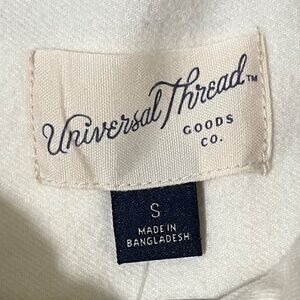 Universal Thread™
GOODS
CO.
S
MADE IN
BANGLADESH